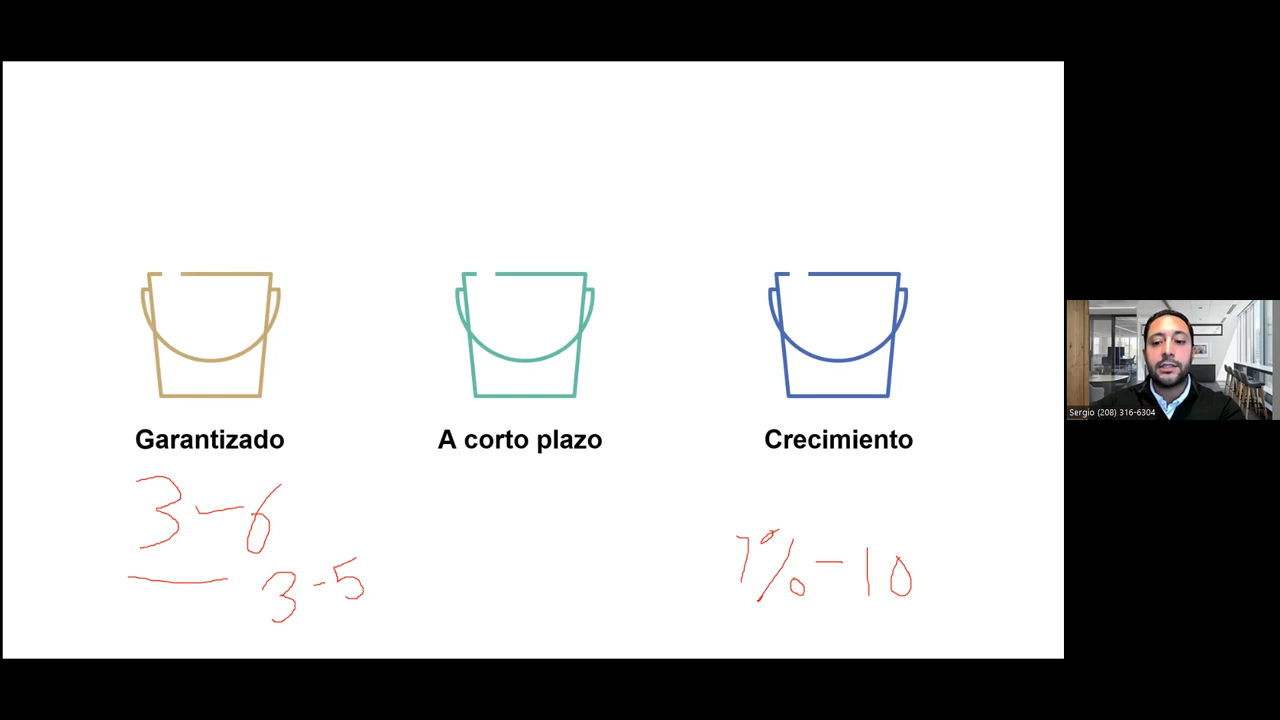 Garantizado
A corto plazo
Crecimiento
3-6
3-5
7%-10
Sergio (208) 316-6304